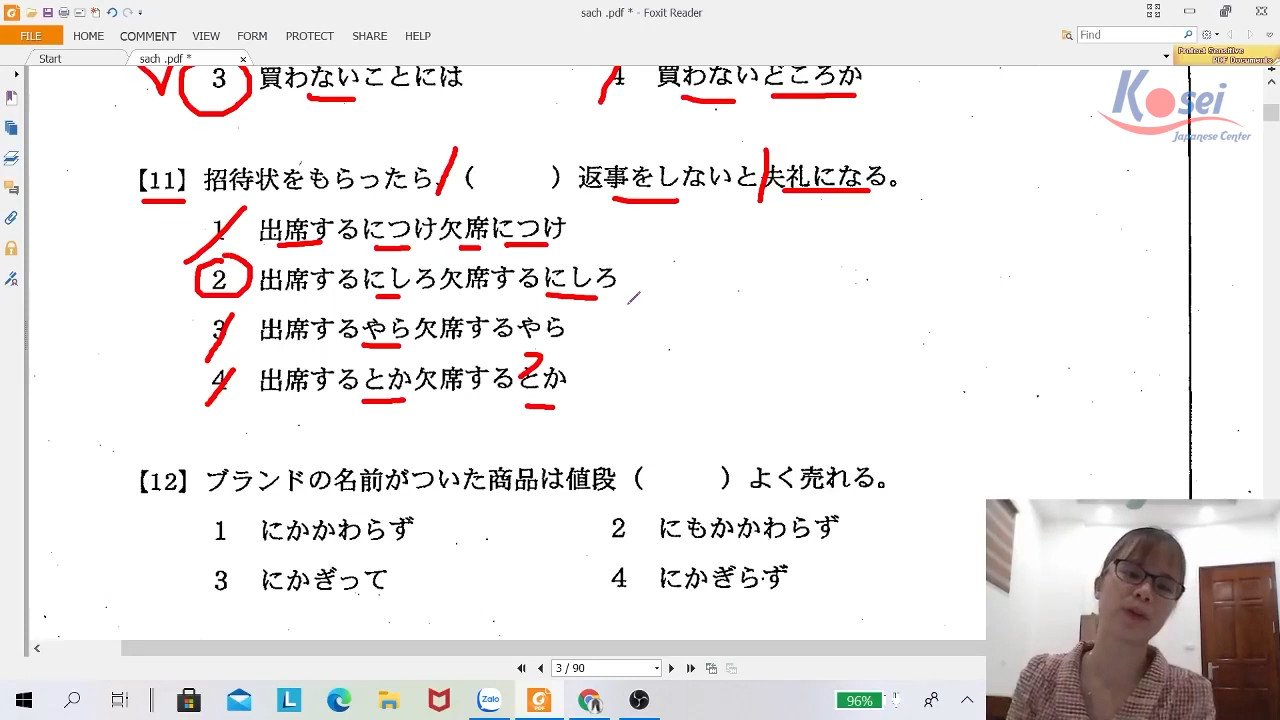 sach .pdf * - Foxit Reader
FILE HOME COMMENT VIEW FORM PROTECT SHARE HELP
Find
Start
sach .pdf *
Protect Sensitive
PDF Documents
3 買わないことには
4 買わないどころか
Kosei
Japanese Center
【11】 招待状をもらったら、( )返事をしないと失礼になる。
1 出席するにつけ欠席につけ
2 出席するにしろ欠席するにしろ
3 出席するやら欠席するやら
4 出席するとか欠席するとか
【12】 ブランドの名前がついた商品は値段( )よく売れる。
1 にかかわらず
2 にもかかわらず
3 にかぎって
4 にかぎらず
3 / 90
L
Zalo
PDF
96%